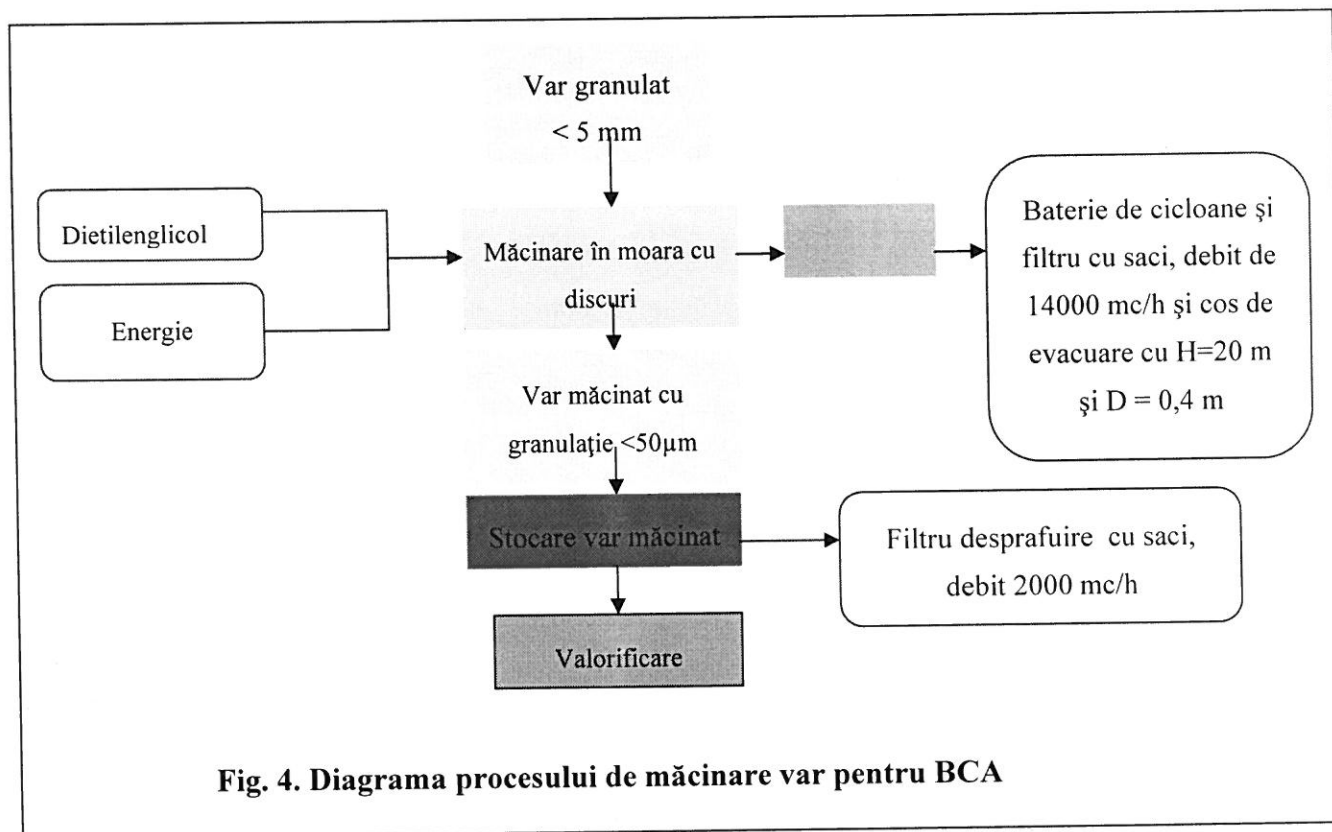 Var granulat
< 5 mm
Dietilenglicol
Energie
Măcinare în moara cu
discuri
Baterie de cicloane şi
filtru cu saci, debit de
14000 mc/h şi cos de
evacuare cu H=20 m
şi D = 0,4 m
Var măcinat cu
granulaţie <50µm
Stocare var măcinat
Filtru desprafuire cu saci,
debit 2000 mc/h
Valorificare
Fig. 4. Diagrama procesului de măcinare var pentru BCA